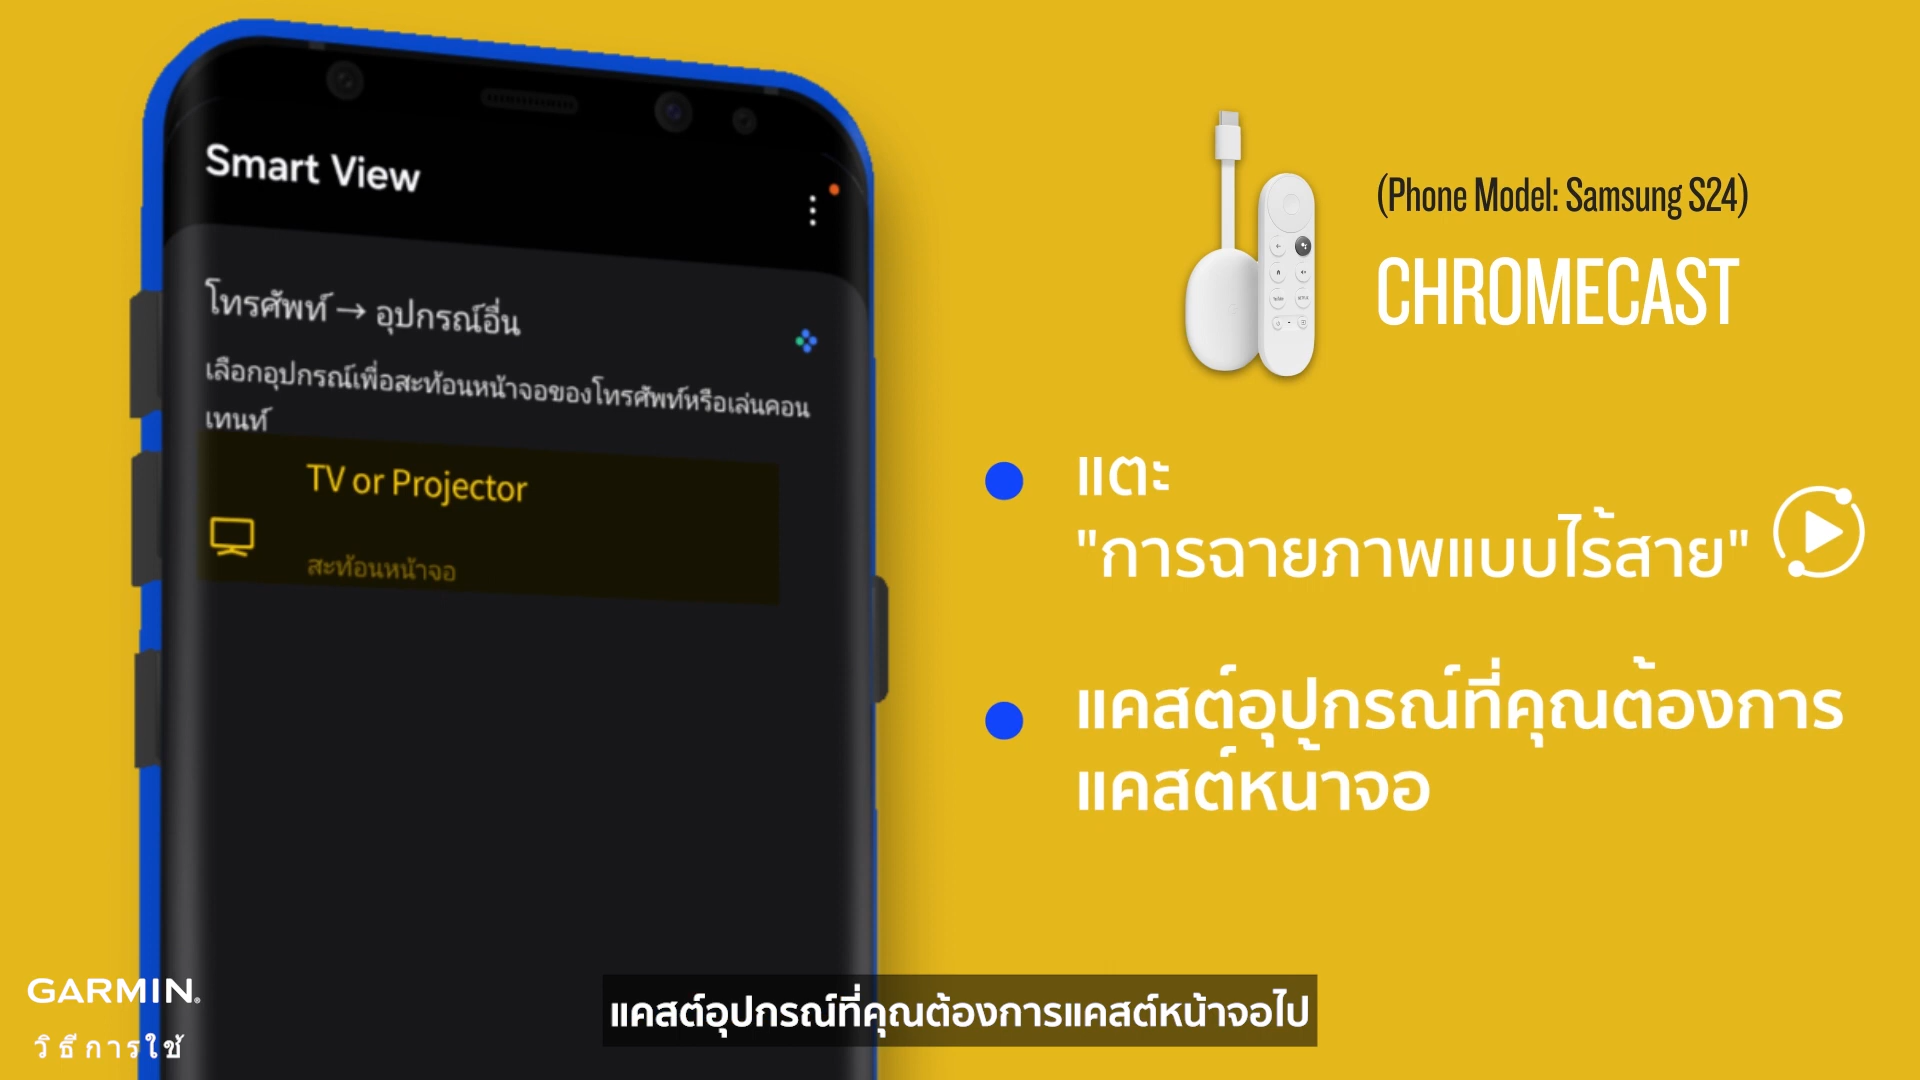 Smart View
โทรศัพท์ → อุปกรณ์อื่น
เลือกอุปกรณ์เพื่อสะท้อนหน้าจอของโทรศัพท์หรือเล่นคอน
เทนท์
TV or Projector
สะท้อนหน้าจอ
(Phone Model: Samsung S24)
CHROMECAST
แตะ
"การฉายภาพแบบไร้สาย"
แคสต์อุปกรณ์ที่คุณต้องการ
แคสต์หน้าจอ
แคสต์อุปกรณ์ที่คุณต้องการแคสต์หน้าจอไป
GARMIN®
วิธีการใช้